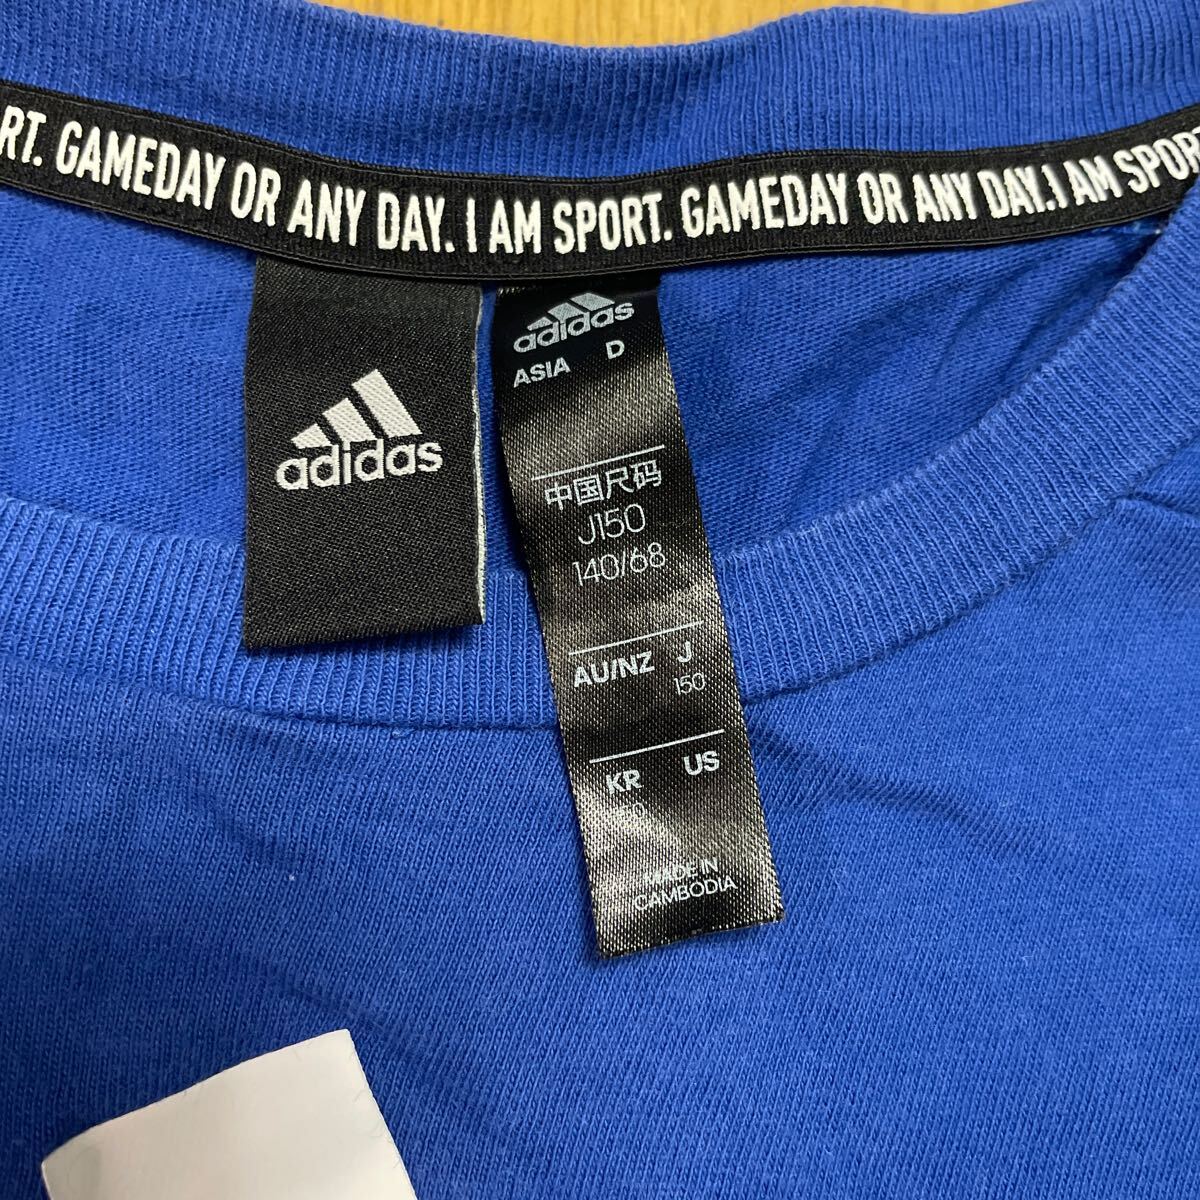 RT. GAMEDAY OR ANY DAY. I AM SPORT. GAMEDAY OR ANY DAY. I AM SPOR
adidas
adidas
ASIA D
中国尺码
J150
140/68
AU/NZ J
150
KR US
MADE IN
CAMBODIA